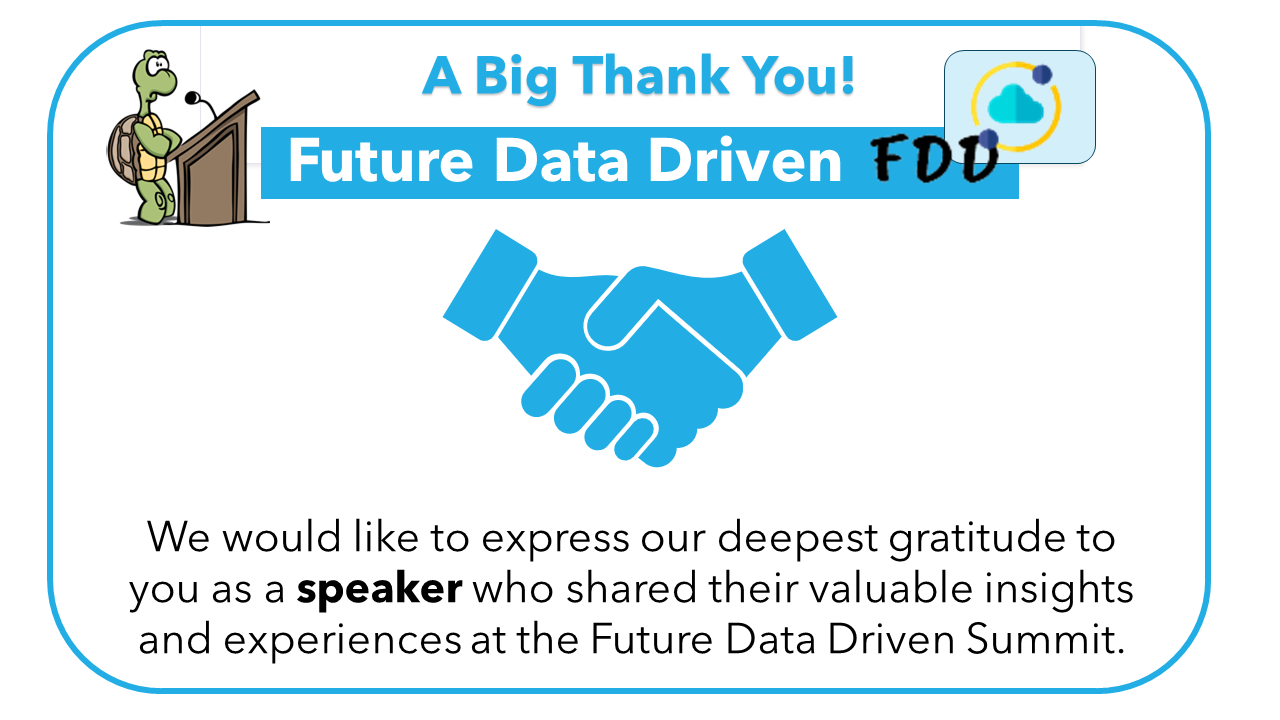 A Big Thank You!
Future Data Driven FDD
We would like to express our deepest gratitude to
you as a speaker who shared their valuable insights
and experiences at the Future Data Driven Summit.